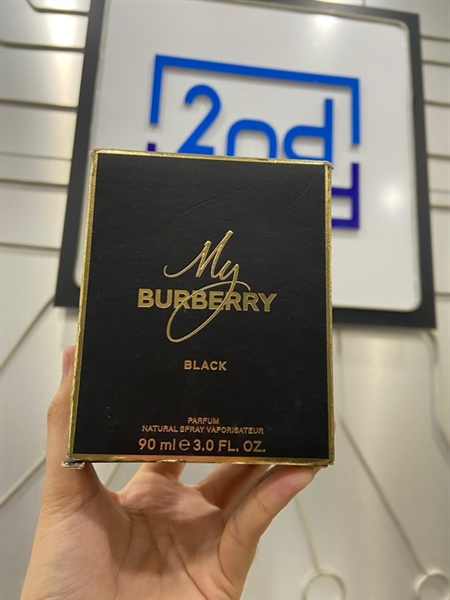 2nd
My
BURBERRY
BLACK
PARFUM
NATURAL SPRAY VAPORISATEUR
90 ml e 3.0 FL. OZ.